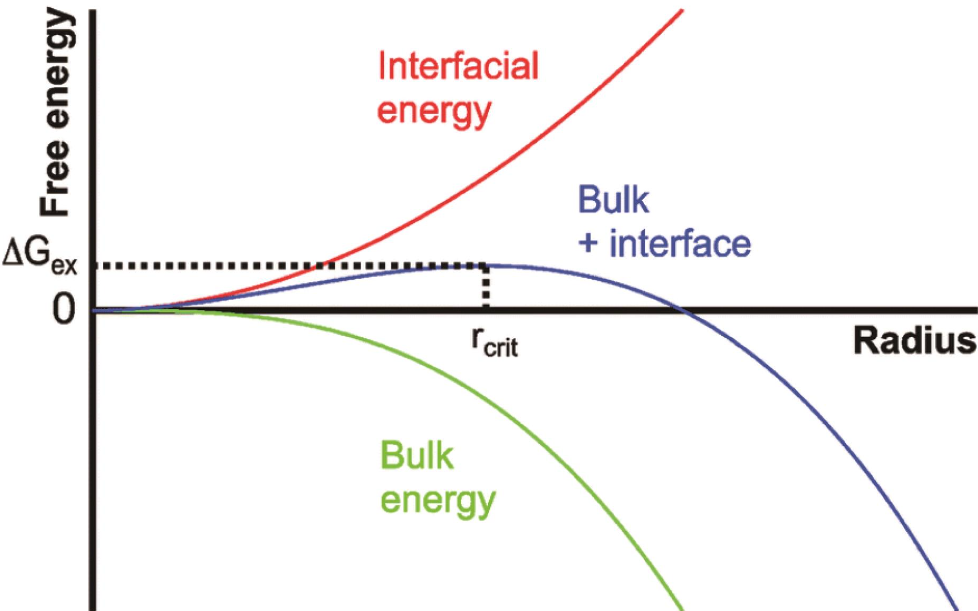 Free energy
Interfacial
energy
Bulk
+ interface
ΔGex
0
rcrit
Radius
Bulk
energy